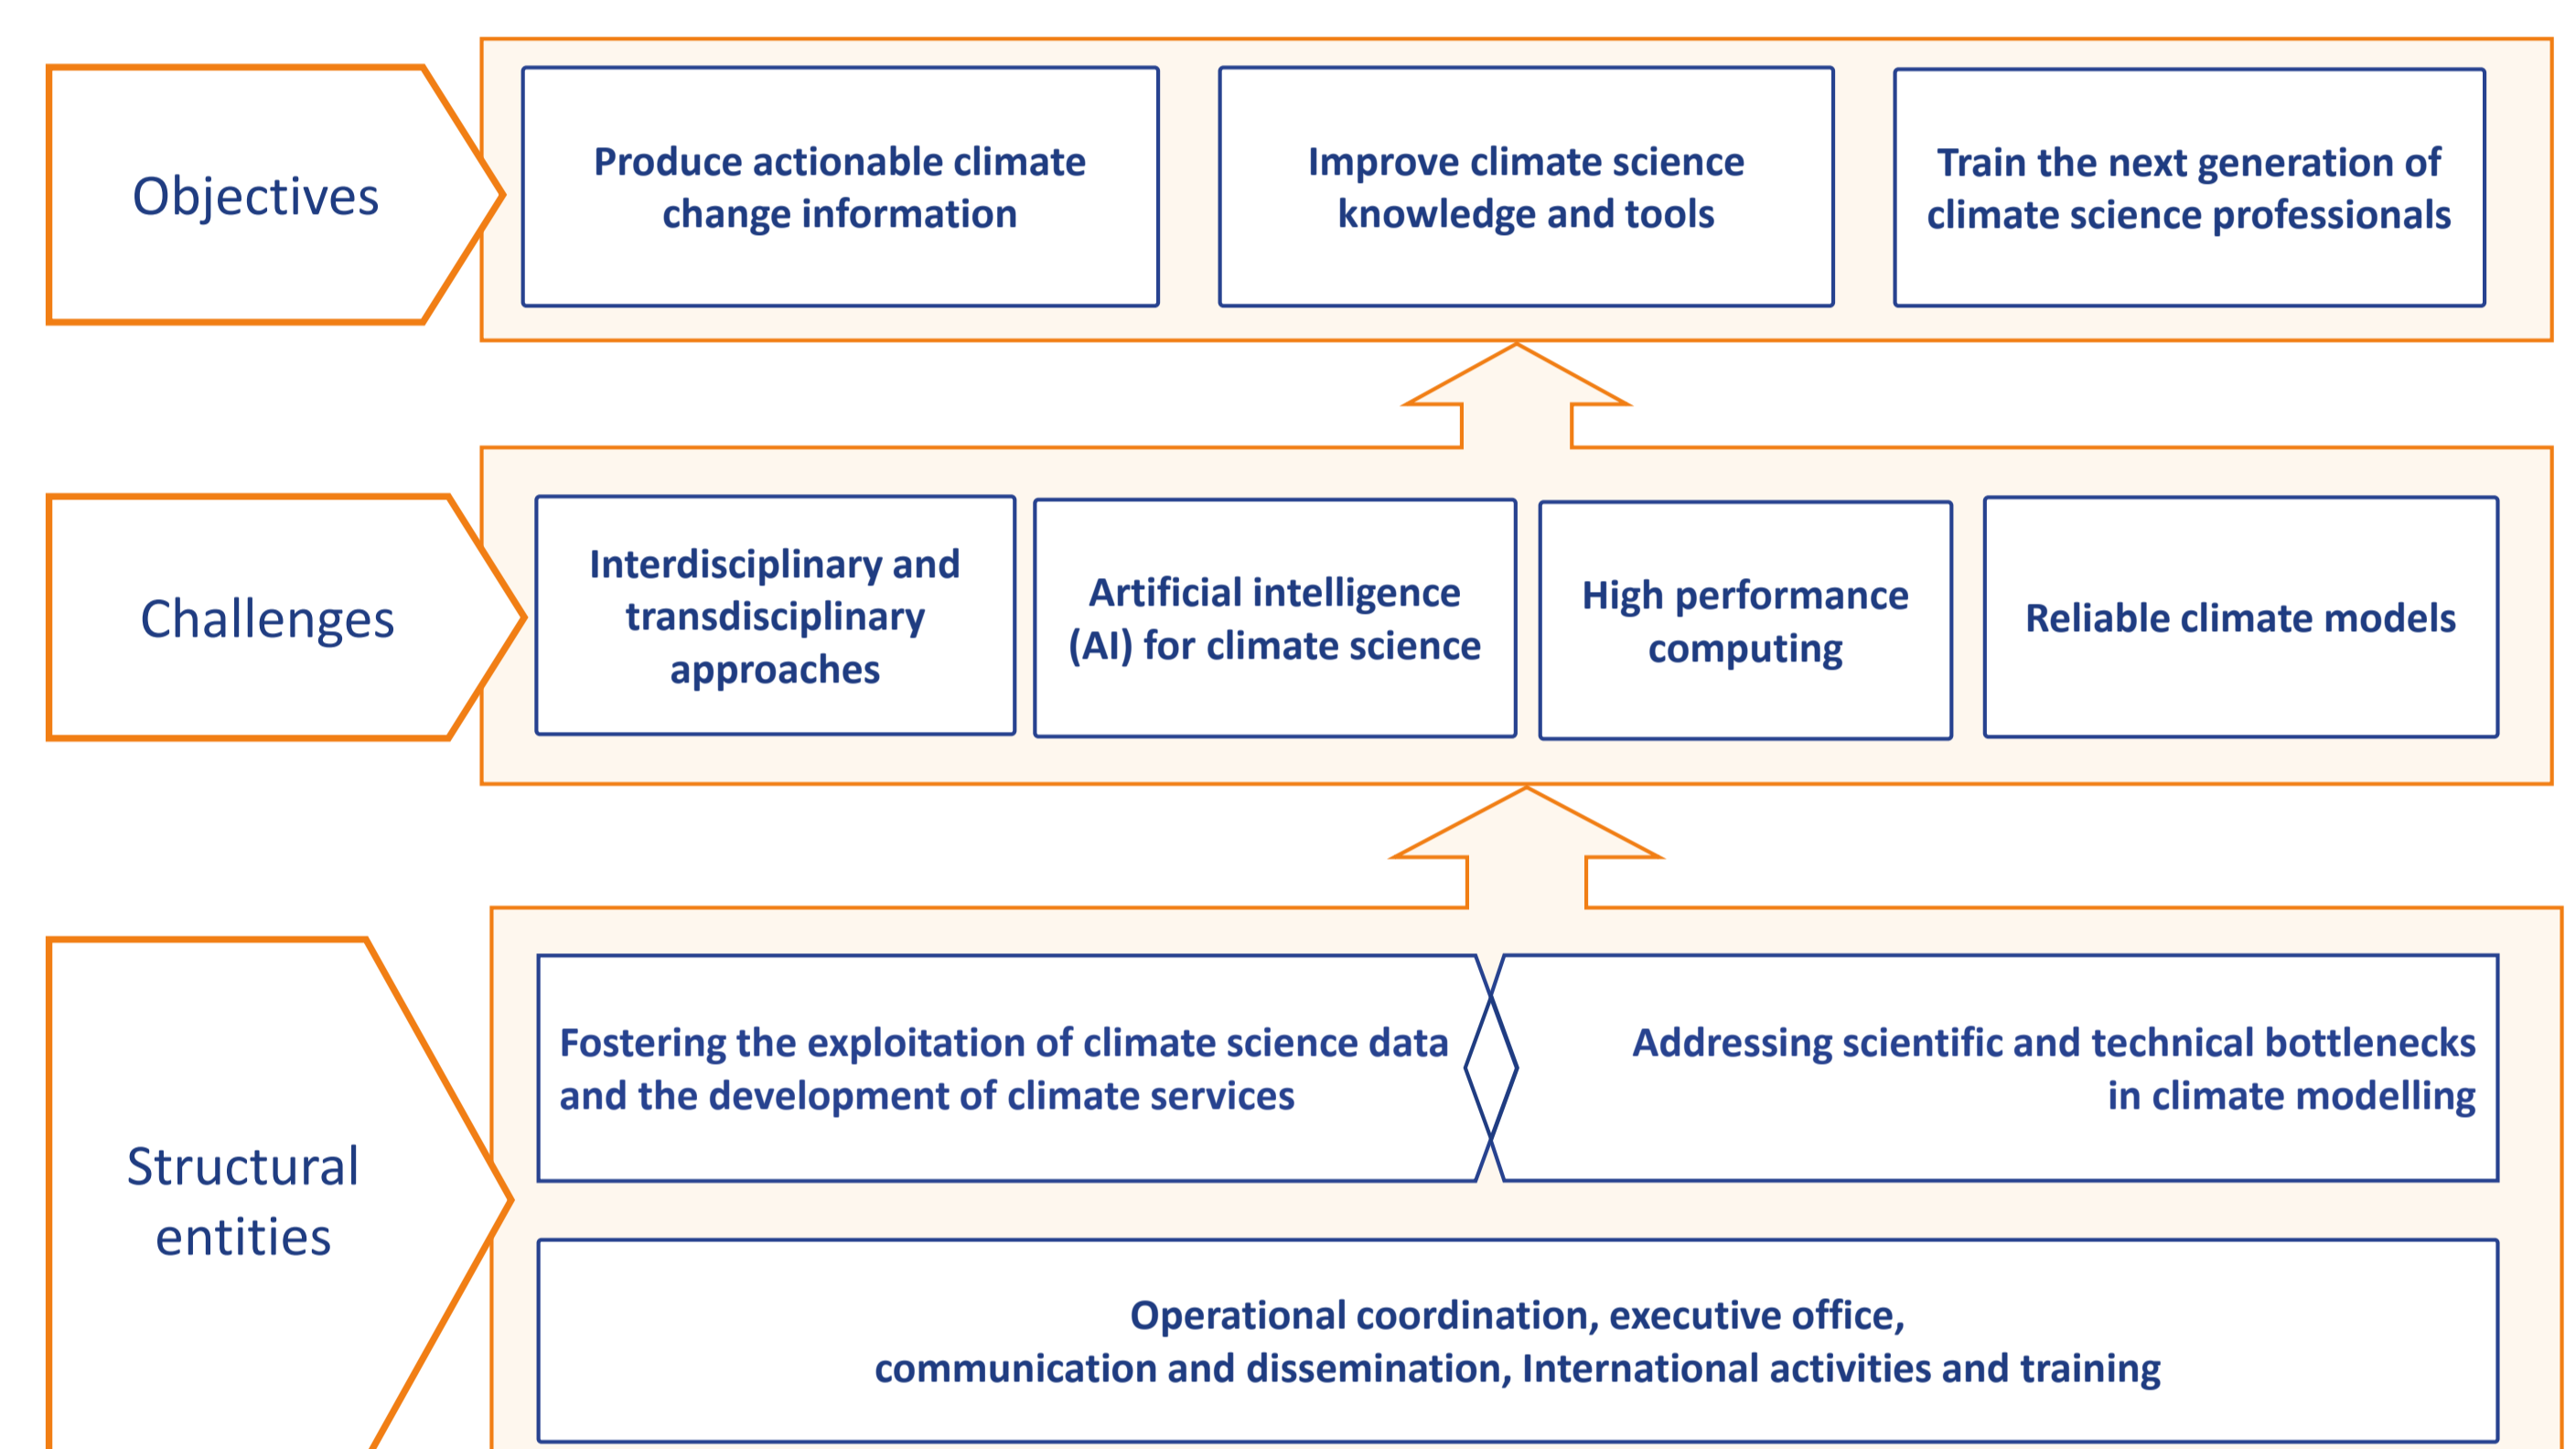 Objectives
Produce actionable climate
change information
Improve climate science
knowledge and tools
Train the next generation of
climate science professionals
Challenges
Interdisciplinary and
transdisciplinary
approaches
Artificial intelligence
(AI) for climate science
High performance
computing
Reliable climate models
Structural
entities
Fostering the exploitation of climate science data
and the development of climate services
Addressing scientific and technical bottlenecks
in climate modelling
Operational coordination, executive office,
communication and dissemination, International activities and training